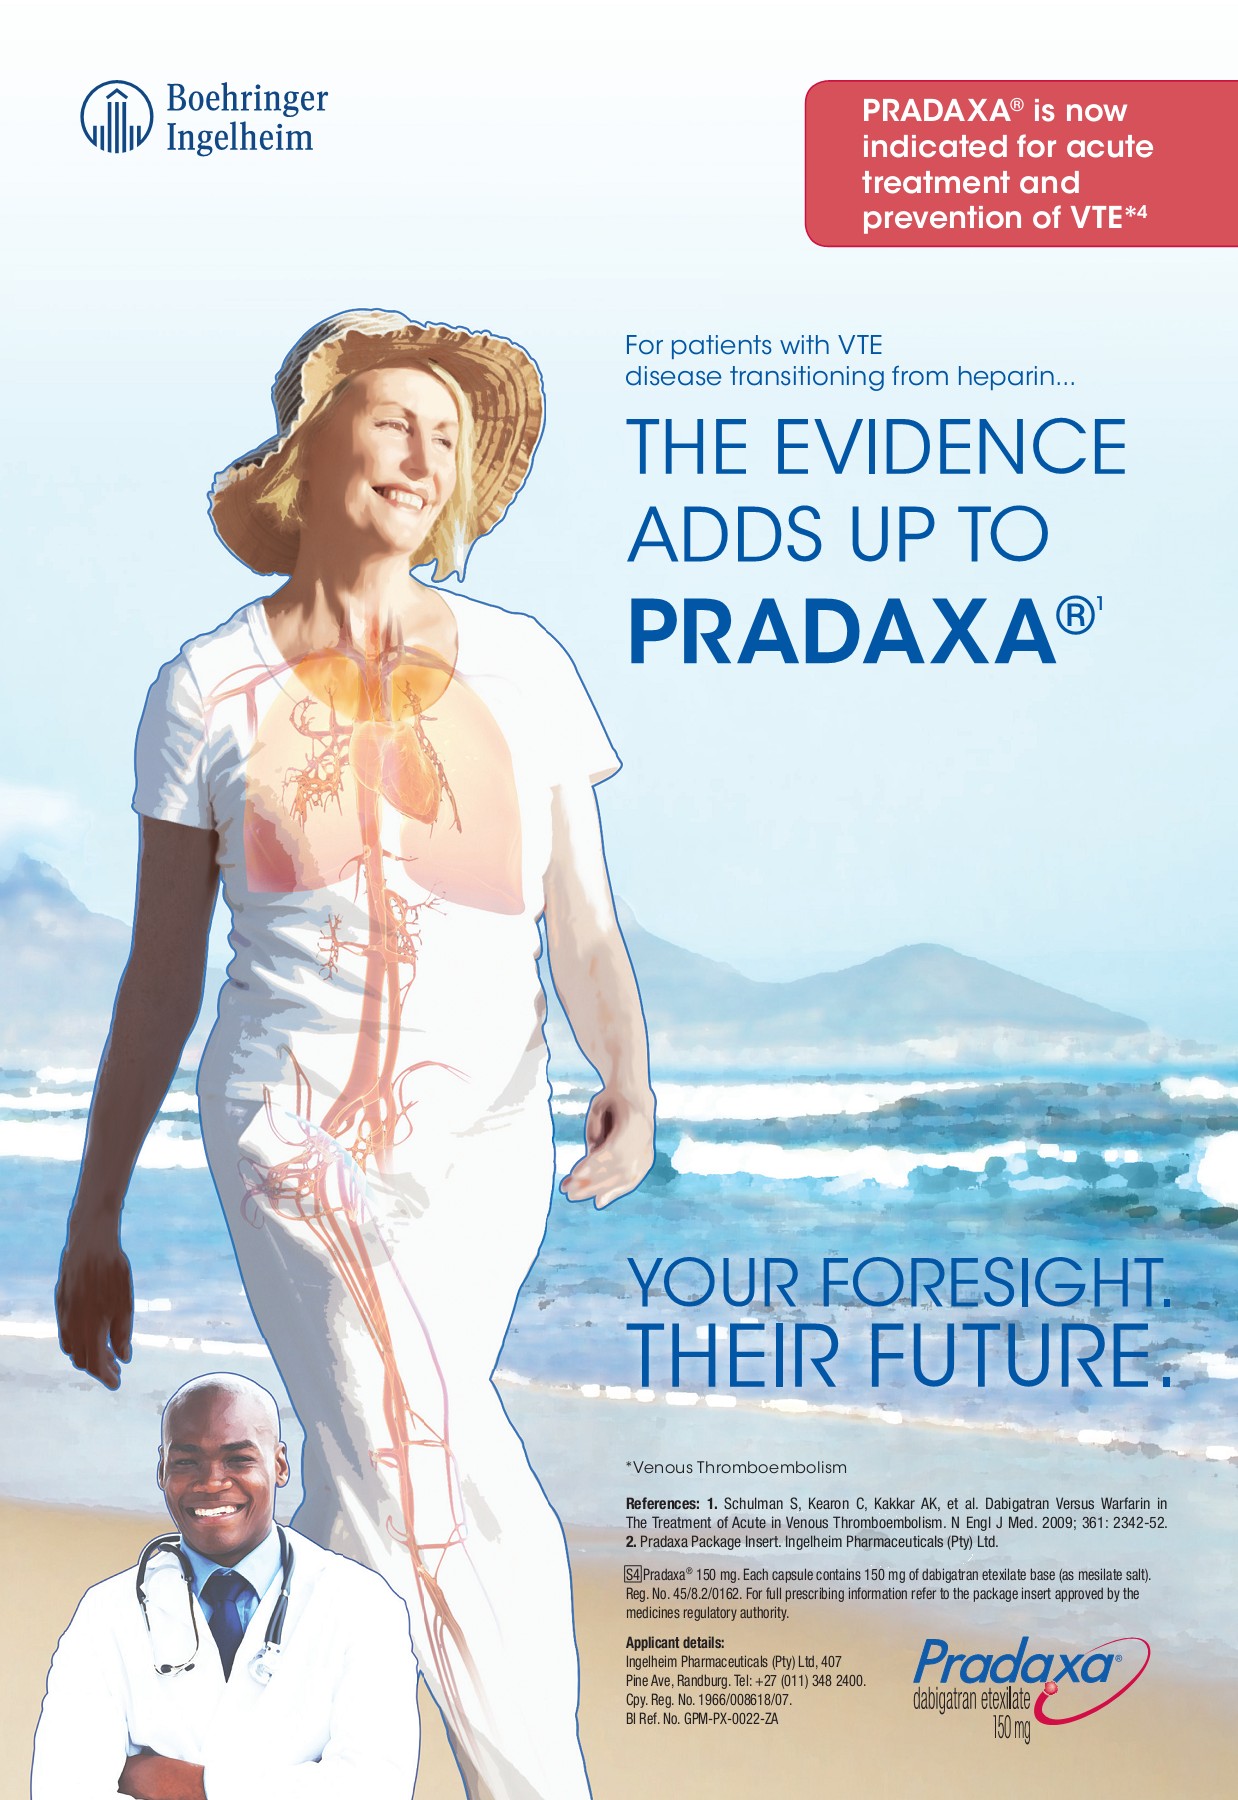 Boehringer
Ingelheim
PRADAXA® is now
indicated for acute
treatment and
prevention of VTE*4
For patients with VTE
disease transitioning from heparin...
THE EVIDENCE
ADDS UP TO
PRADAXA®1
YOUR FORESIGHT.
THEIR FUTURE.
*Venous Thromboembolism
References: 1. Schulman S, Kearon C, Kakkar AK, et al. Dabigatran Versus Warfarin in
The Treatment of Acute in Venous Thromboembolism. N Engl J Med. 2009; 361: 2342-52.
2. Pradaxa Package Insert. Ingelheim Pharmaceuticals (Pty) Ltd.
S4 Pradaxa® 150 mg. Each capsule contains 150 mg of dabigatran etexilate base (as mesilate salt).
Reg. No. 45/8.2/0162. For full prescribing information refer to the package insert approved by the
medicines regulatory authority.
Applicant details:
Ingelheim Pharmaceuticals (Pty) Ltd, 407
Pine Ave, Randburg. Tel: +27 (011) 348 2400.
Cpy. Reg. No. 1966/008618/07.
BI Ref. No. GPM-PX-0022-ZA
Pradaxa®
dabigatran etexilate
150 mg